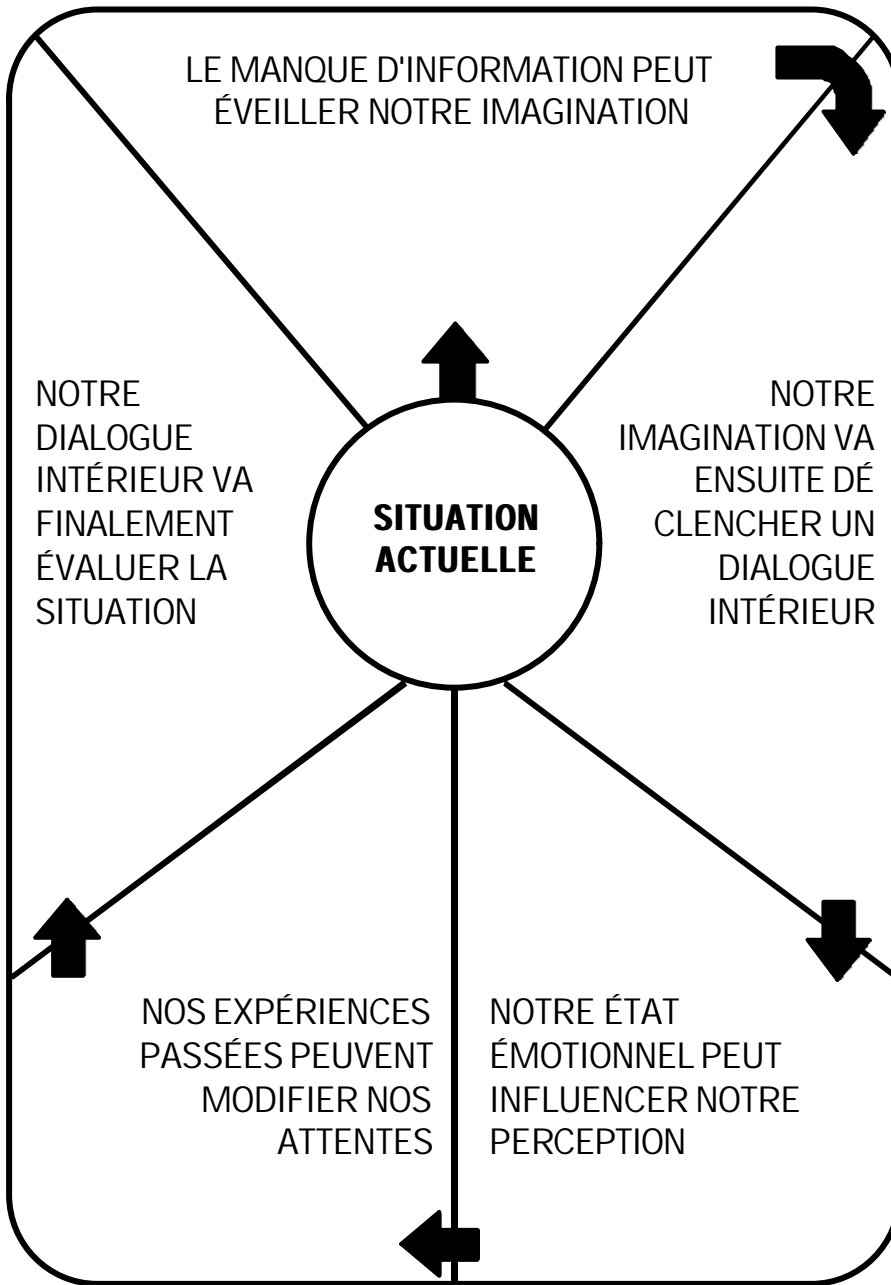 LE MANQUE D'INFORMATION PEUT
ÉVEILLER NOTRE IMAGINATION
NOTRE
IMAGINATION VA
ENSUITE DÉ
CLENCHER UN
DIALOGUE
INTÉRIEUR
NOTRE
DIALOGUE
INTÉRIEUR VA
FINALEMENT
ÉVALUER LA
SITUATION
SITUATION
ACTUELLE
NOS EXPÉRIENCES
PASSÉES PEUVENT
MODIFIER NOS
ATTENTES
NOTRE ÉTAT
ÉMOTIONNEL PEUT
INFLUENCER NOTRE
PERCEPTION